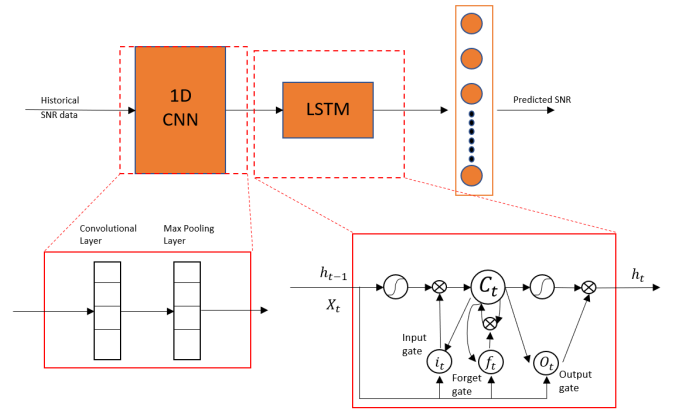 Historical
SNR data
1D
CNN
LSTM
Predicted SNR
Convolutional
Layer
Max Pooling
Layer
h_{t-1}
X_t
C_t
h_t
Input
gate
i_t
Forget
gate
f_t
O_t
Output
gate